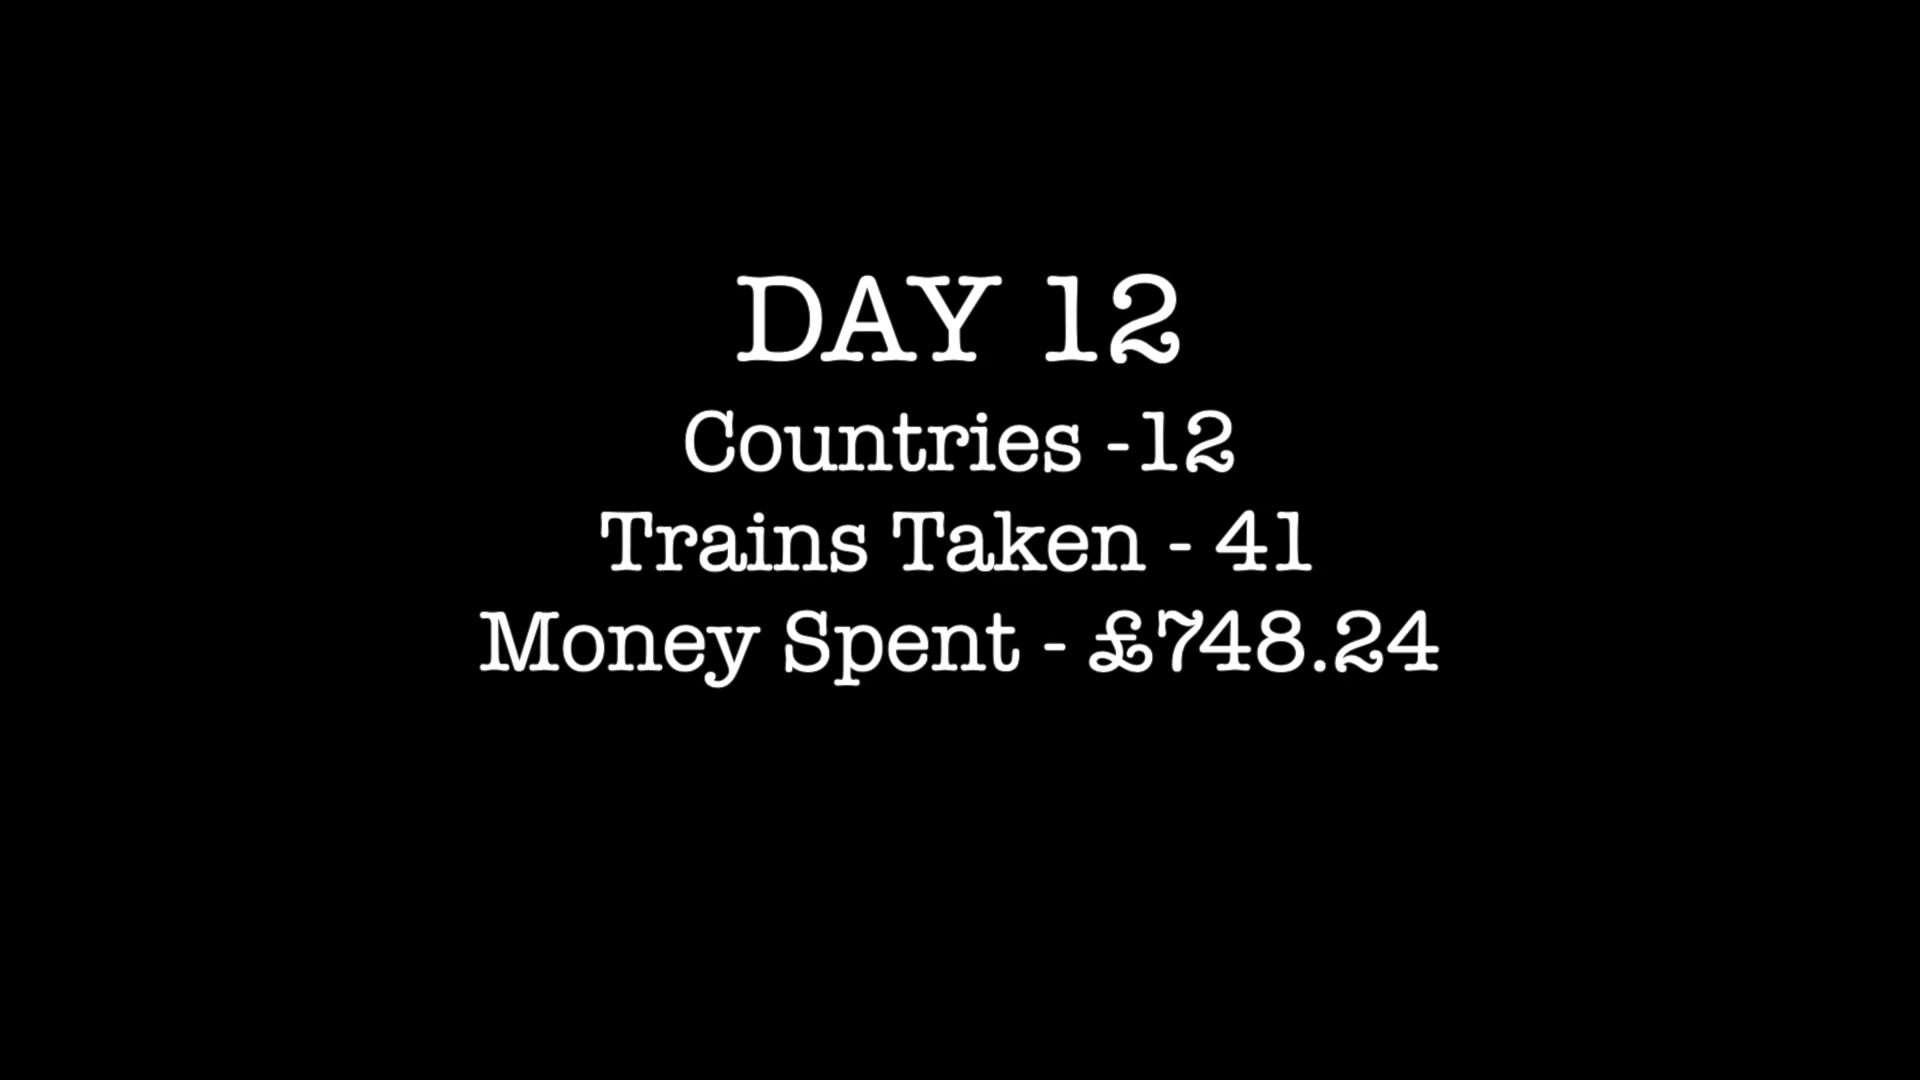 DAY 12
Countries -12
Trains Taken - 41
Money Spent - £748.24